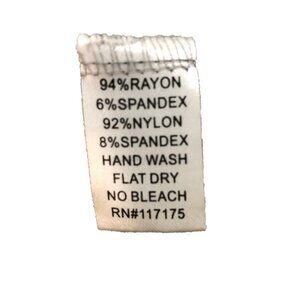 94%RAYON
6%SPANDEX
92%NYLON
8%SPANDEX
HAND WASH
FLAT DRY
NO BLEACH
RN#117175